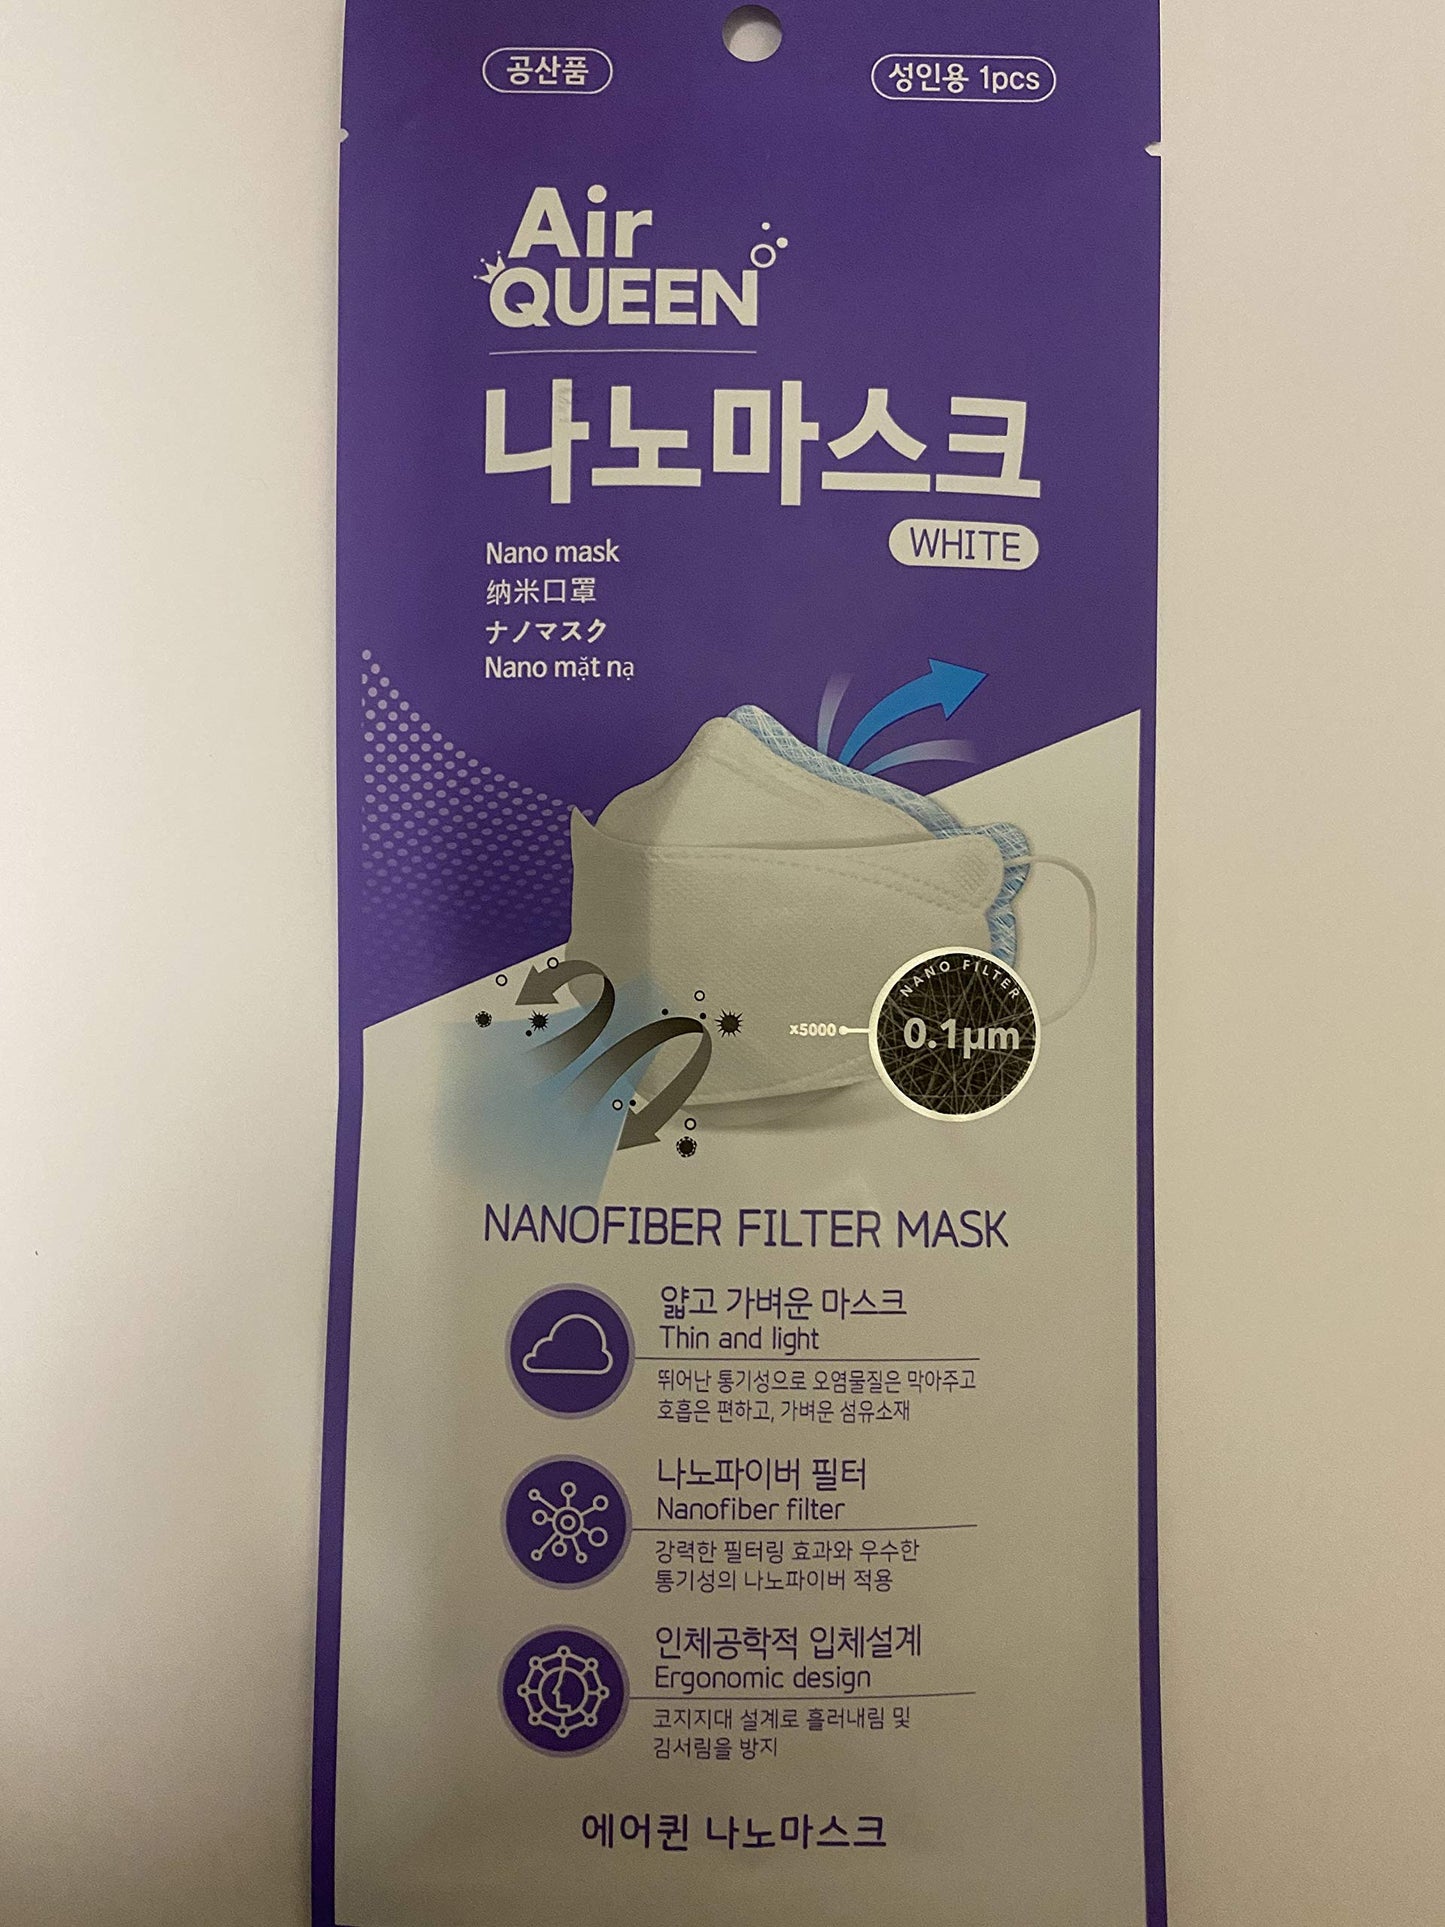 공산품
성인용 1pcs
Air
QUEEN
나노마스크
WHITE
Nano mask
纳米口罩
ナノマスク
Nano mặt nạ
NANO FILTER
x5000
0.1μm
NANOFIBER FILTER MASK
얇고 가벼운 마스크
Thin and light
뛰어난 통기성으로 오염물질은 막아주고
호흡은 편하고, 가벼운 섬유소재
나노파이버 필터
Nanofiber filter
강력한 필터링 효과와 우수한
통기성의 나노파이버 적용
인체공학적 입체설계
Ergonomic design
코지지대 설계로 흘러내림 및
김서림을 방지
에어퀸 나노마스크